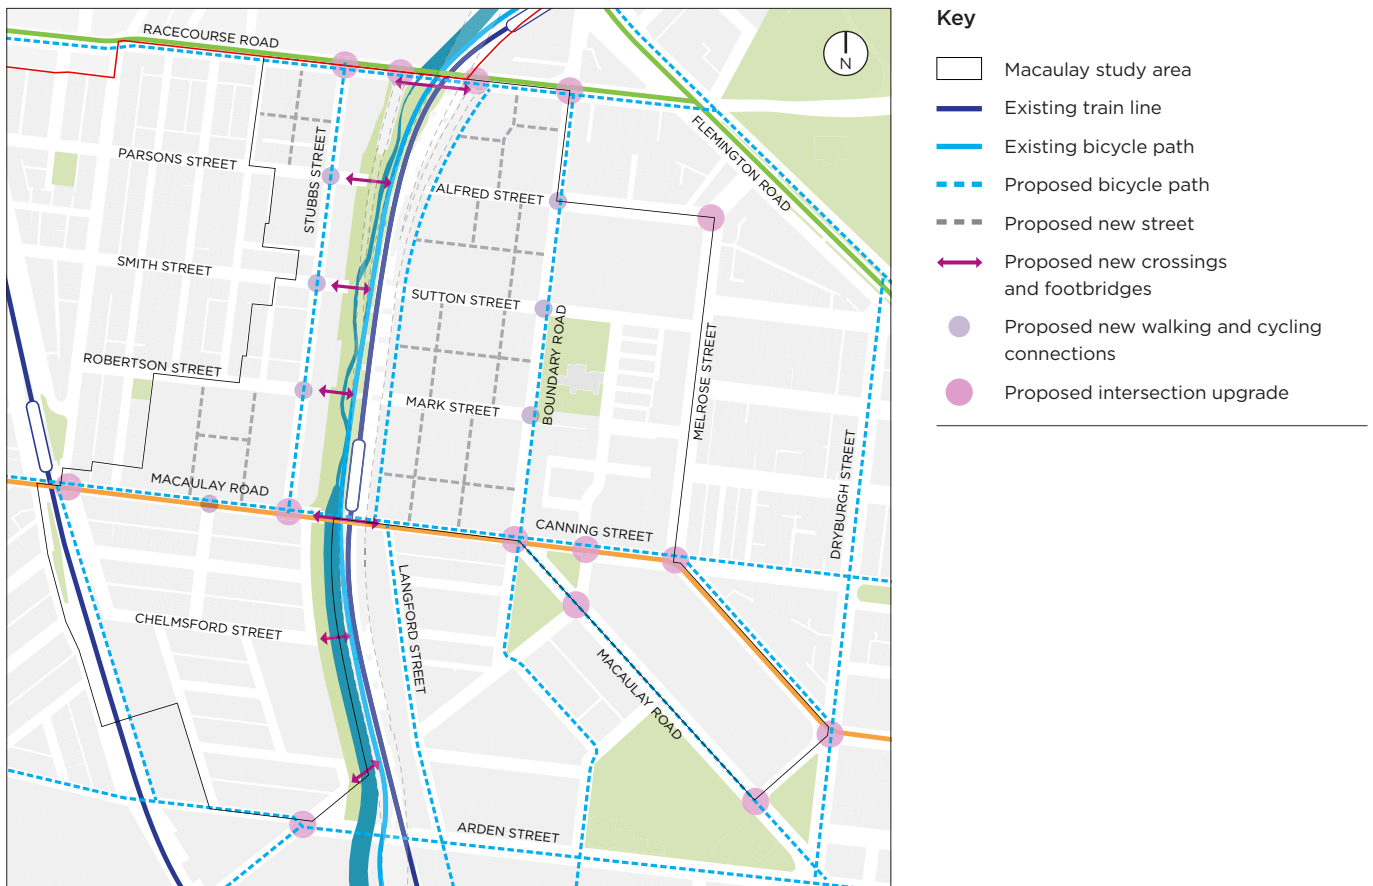 RACECOURSE ROAD
N
FLEMINGTON ROAD
PARSONS STREET
STUBBS STREET
ALFRED STREET
SMITH STREET
SUTTON STREET
BOUNDARY ROAD
MELROSE STREET
ROBERTSON STREET
MARK STREET
DRYBURGH STREET
MACAULAY ROAD
CANNING STREET
LANGFORD STREET
CHELMSFORD STREET
MACAULAY ROAD
ARDEN STREET
Key
Macaulay study area
Existing train line
Existing bicycle path
Proposed bicycle path
Proposed new street
Proposed new crossings
and footbridges
Proposed new walking and cycling
connections
Proposed intersection upgrade